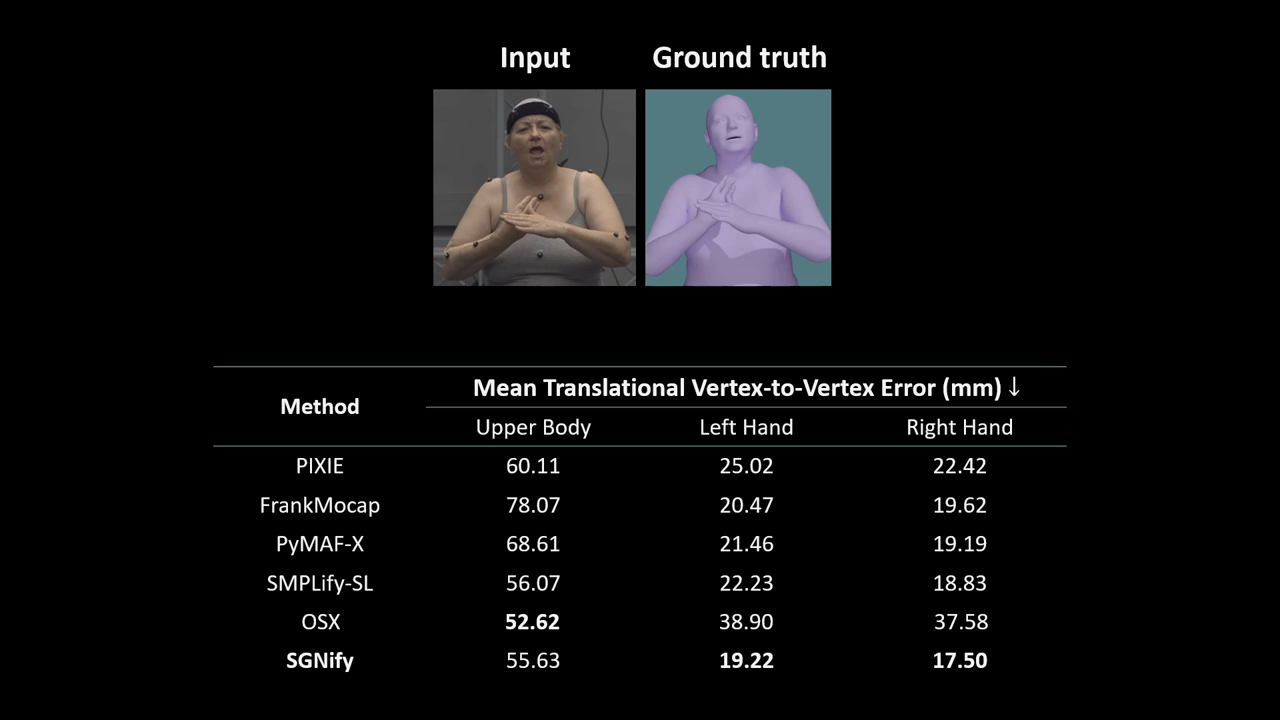 Input Ground truth
Mean Translational Vertex-to-Vertex Error (mm) ↓
Method
Upper Body Left Hand Right Hand
PIXIE 60.11 25.02 22.42
FrankMocap 78.07 20.47 19.62
PyMAF-X 68.61 21.46 19.19
SMPLify-SL 56.07 22.23 18.83
OSX 52.62 38.90 37.58
SGNify 55.63 19.22 17.50